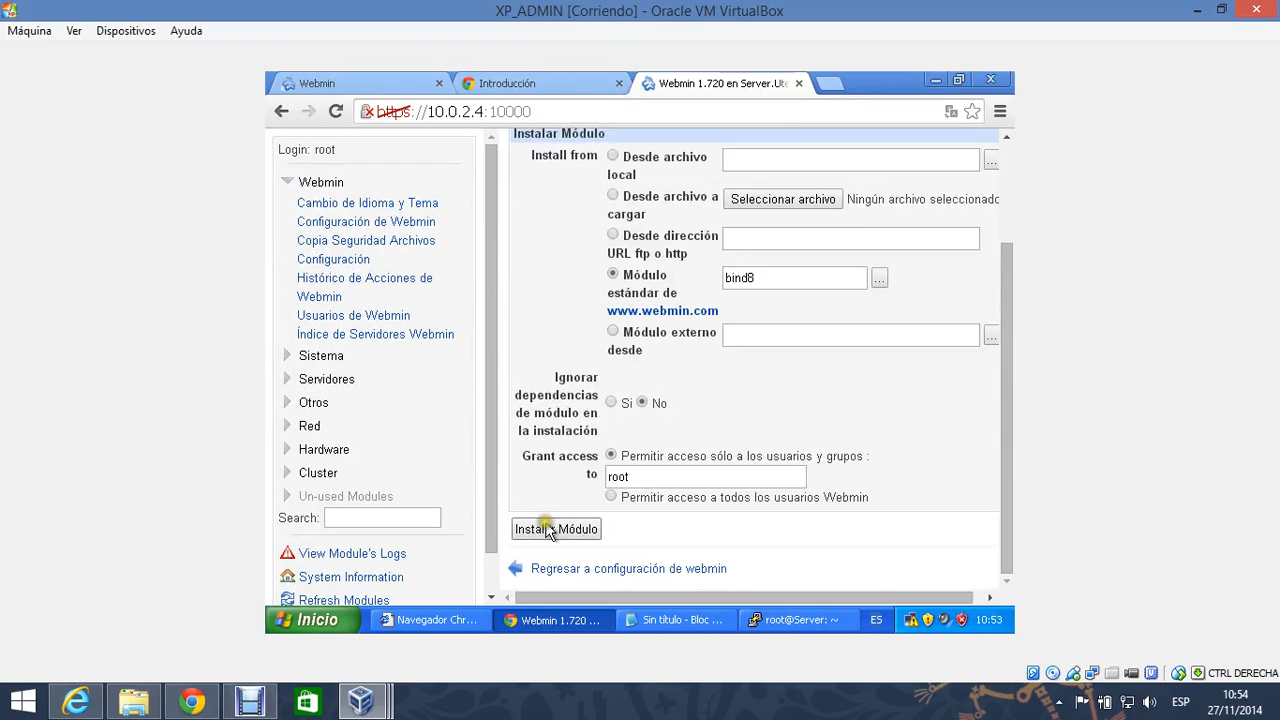 XP_ADMIN [Corriendo] - Oracle VM VirtualBox
Máquina Ver Dispositivos Ayuda
Webmin
Introducción
Webmin 1.720 en Server.Ute
https://10.0.2.4:10000
Login: root
Webmin
Cambio de Idioma y Tema
Configuración de Webmin
Copia Seguridad Archivos
Configuración
Histórico de Acciones de
Webmin
Usuarios de Webmin
Índice de Servidores Webmin
Sistema
Servidores
Otros
Red
Hardware
Cluster
Un-used Modules
Search:
View Module's Logs
System Information
Refresh Modules
Instalar Módulo
Install from
Desde archivo
local
...
Desde archivo a
cargar
Seleccionar archivo
Ningún archivo seleccionado
Desde dirección
URL ftp o http
Módulo
estándar de
www.webmin.com
bind8
...
Módulo externo
desde
...
Ignorar
dependencias
de módulo en
la instalación
Si No
Grant access
to
Permitir acceso sólo a los usuarios y grupos :
root
Permitir acceso a todos los usuarios Webmin
Instalar Módulo
Regresar a configuración de webmin
Inicio
Navegador Chr...
Webmin 1.720 ...
Sin título - Bloc ...
root@Server: ~
ES
10:53
CTRL DERECHA
ESP
10:54
27/11/2014